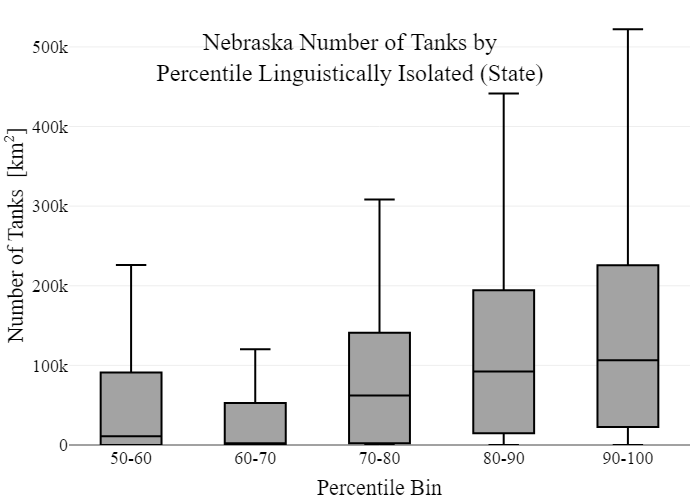 Nebraska Number of Tanks by
Percentile Linguistically Isolated (State)
Number of Tanks [km²]
500k
400k
300k
200k
100k
0
50-60 60-70 70-80 80-90 90-100
Percentile Bin